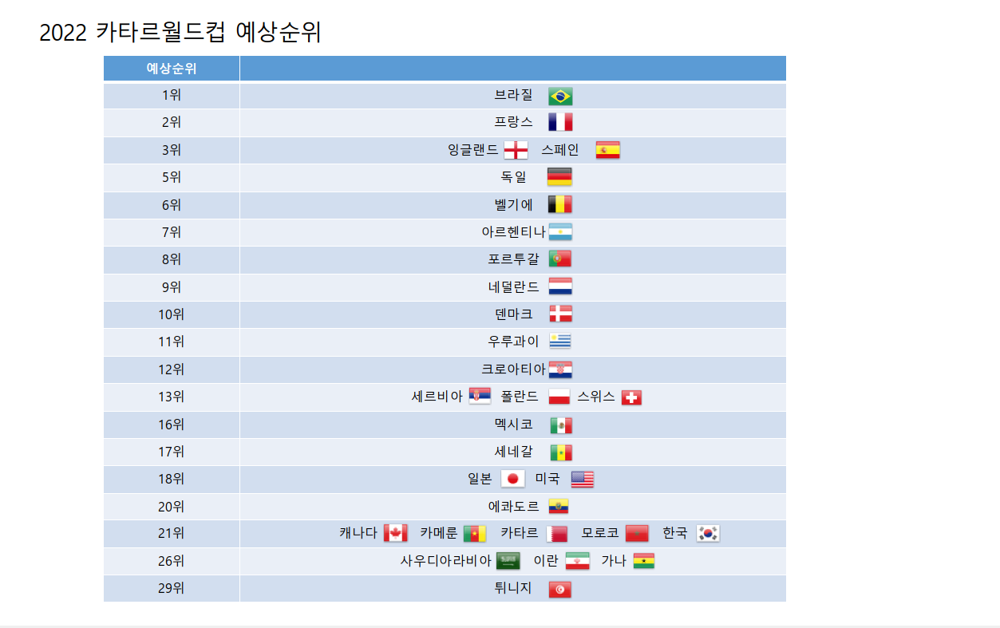 2022 카타르월드컵 예상순위
예상순위
1위 브라질
2위 프랑스
3위 잉글랜드 스페인
5위 독일
6위 벨기에
7위 아르헨티나
8위 포르투갈
9위 네덜란드
10위 덴마크
11위 우루과이
12위 크로아티아
13위 세르비아 폴란드 스위스
16위 멕시코
17위 세네갈
18위 일본 미국
20위 에콰도르
21위 캐나다 카메룬 카타르 모로코 한국
26위 사우디아라비아 이란 가나
29위 튀니지